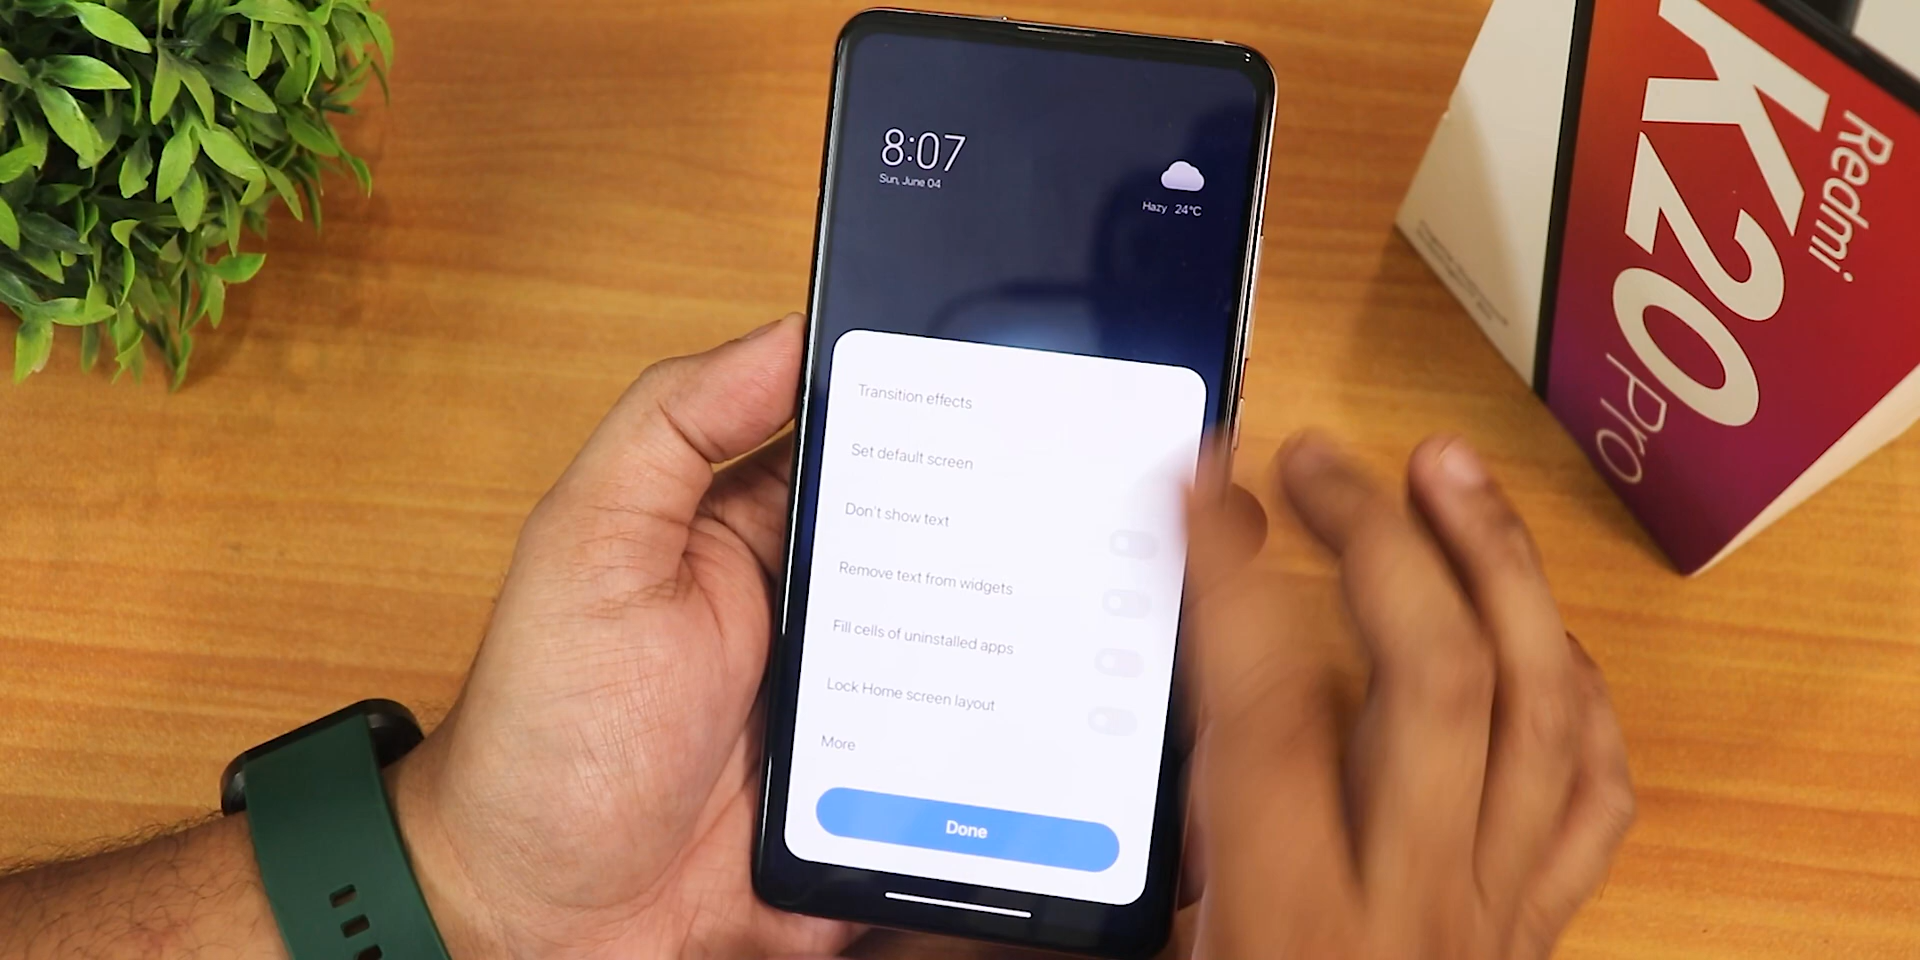 8:07
Sun, June 04
Hazy 24°C
Transition effects
Set default screen
Don't show text
Remove text from widgets
Fill cells of uninstalled apps
Lock Home screen layout
More
Done
Redmi
K20
Pro